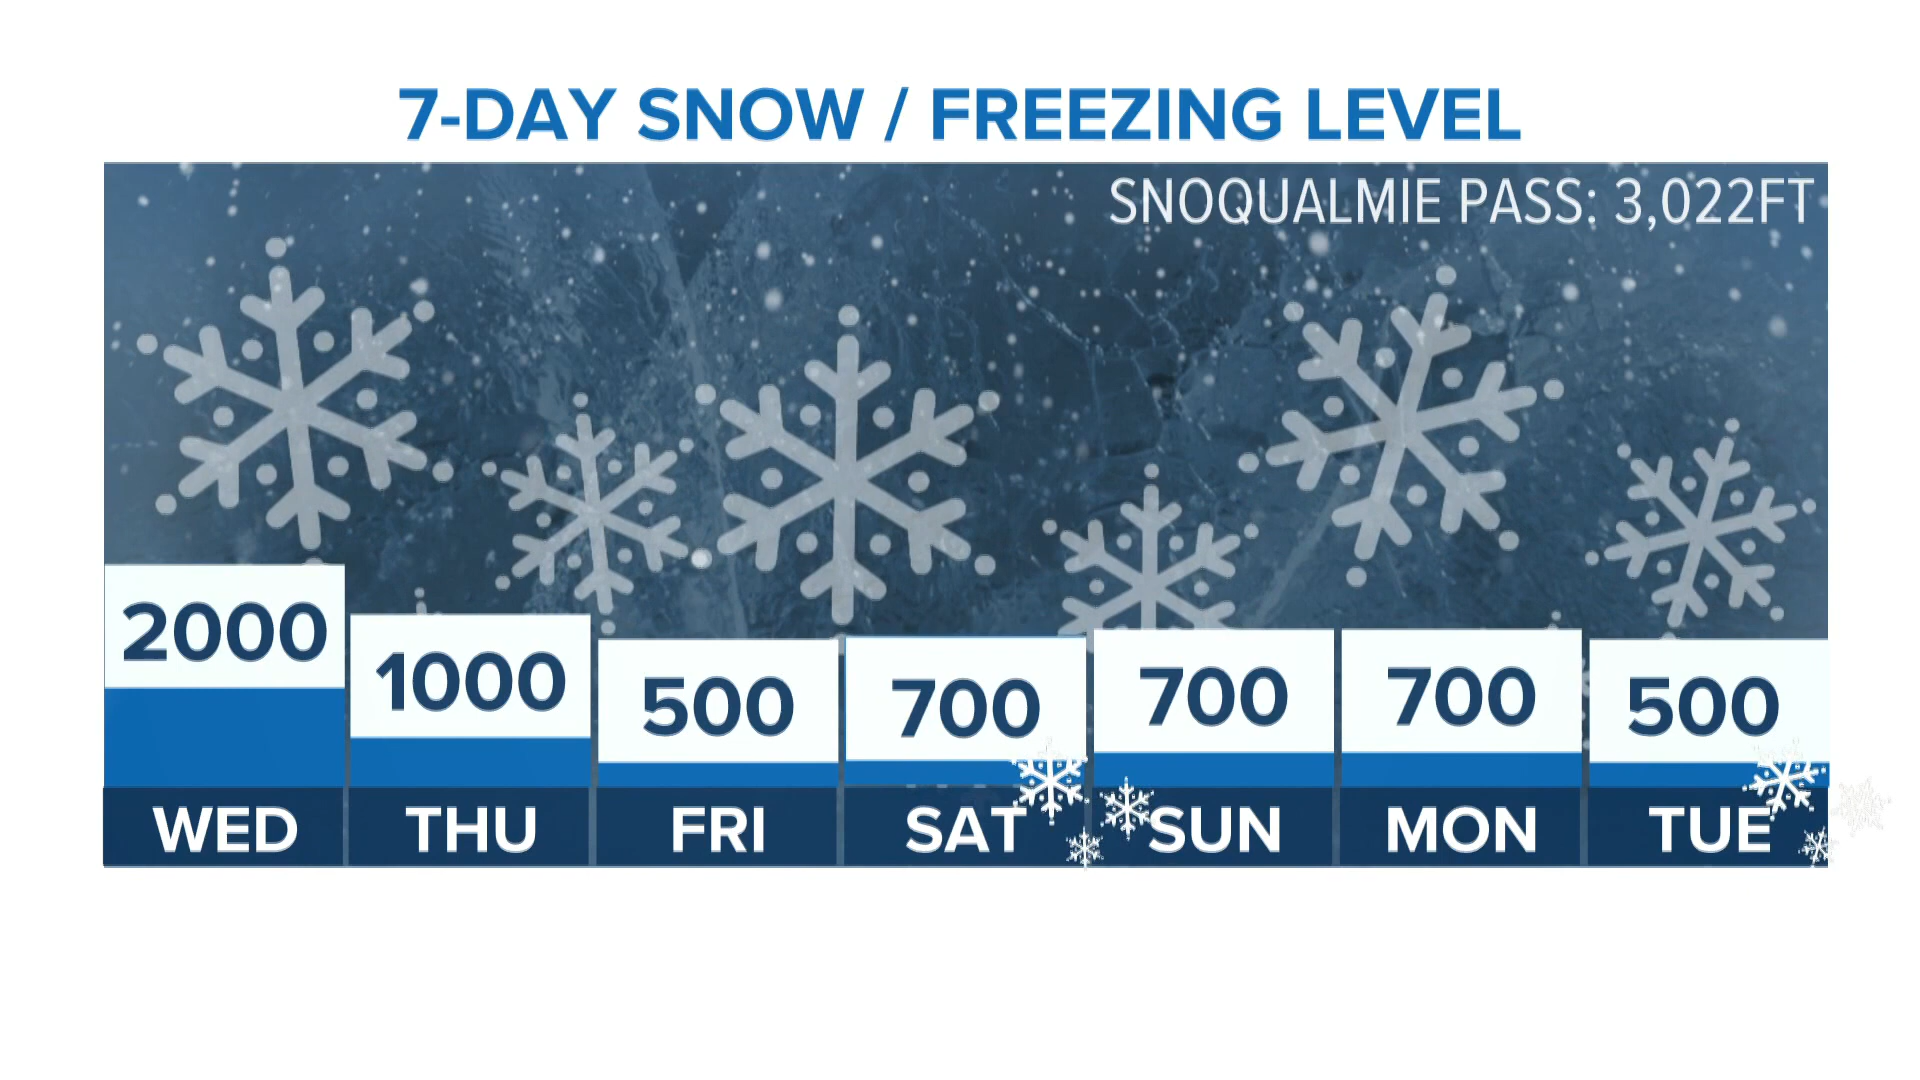 7-DAY SNOW / FREEZING LEVEL
SNOQUALMIE PASS: 3,022FT
2000
1000
500
700
700
700
500
WED
THU
FRI
SAT
SUN
MON
TUE